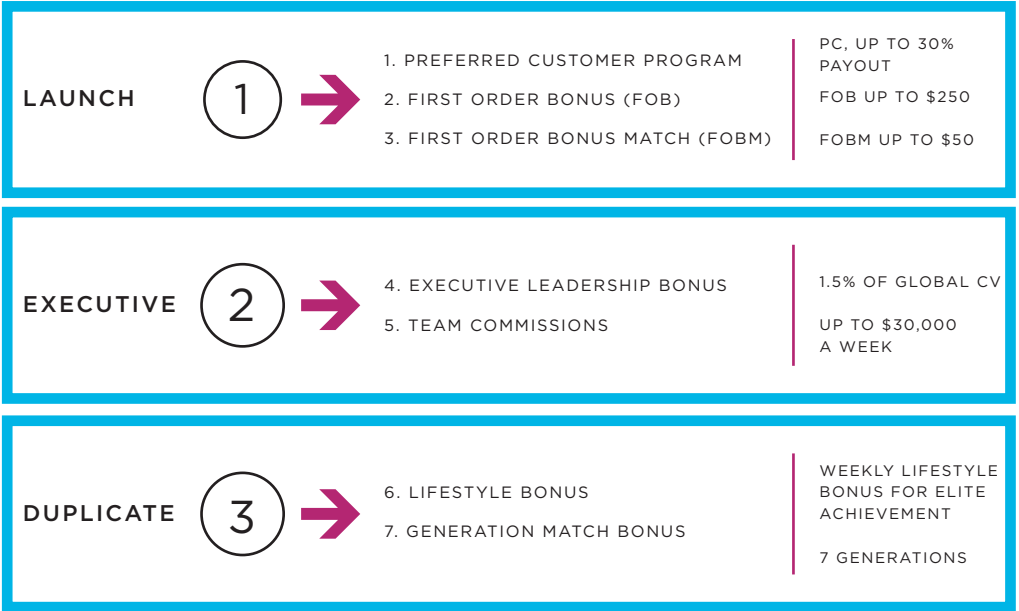 LAUNCH
1
1. PREFERRED CUSTOMER PROGRAM
2. FIRST ORDER BONUS (FOB)
3. FIRST ORDER BONUS MATCH (FOBM)
PC, UP TO 30%
PAYOUT
FOB UP TO $250
FOBM UP TO $50
EXECUTIVE
2
4. EXECUTIVE LEADERSHIP BONUS
5. TEAM COMMISSIONS
1.5% OF GLOBAL CV
UP TO $30,000
A WEEK
DUPLICATE
3
6. LIFESTYLE BONUS
7. GENERATION MATCH BONUS
WEEKLY LIFESTYLE
BONUS FOR ELITE
ACHIEVEMENT
7 GENERATIONS